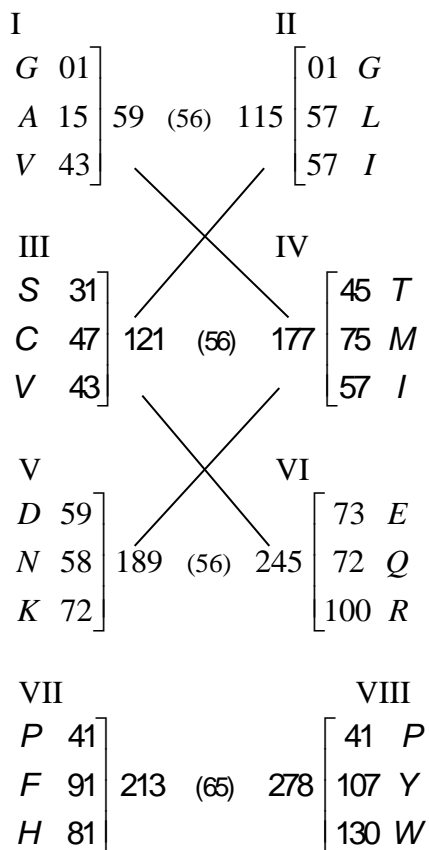 I II
G 01 01 G
A 15 59 (56) 115 57 L
V 43 57 I
III IV
S 31 45 T
C 47 121 (56) 177 75 M
V 43 57 I
V VI
D 59 73 E
N 58 189 (56) 245 72 Q
K 72 100 R
VII VIII
P 41 41 P
F 91 213 (65) 278 107 Y
H 81 130 W